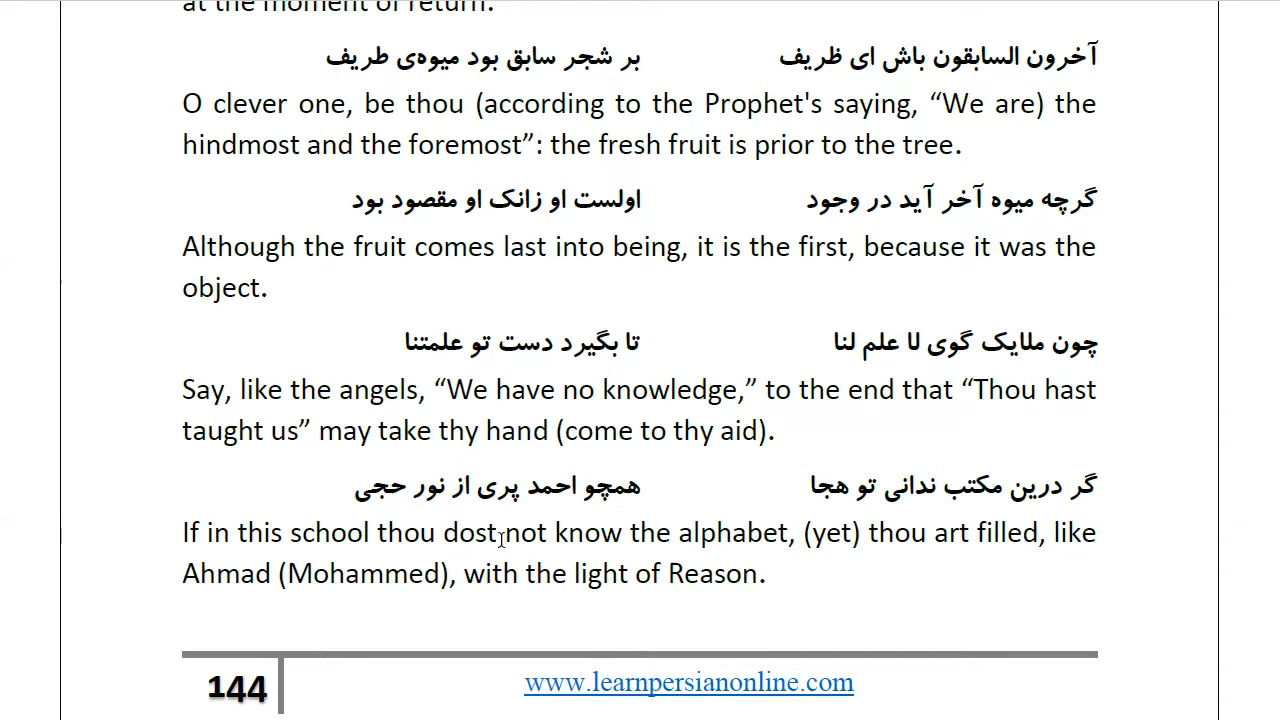 at the moment of return.
آخرون السابقون باش ای ظریف بر شجر سابق بود میوه‌ی طریف
O clever one, be thou (according to the Prophet's saying, “We are) the
hindmost and the foremost”: the fresh fruit is prior to the tree.
گرچه میوه آخر آید در وجود اولست او زانک او مقصود بود
Although the fruit comes last into being, it is the first, because it was the
object.
چون ملایک گوی لا علم لنا تا بگیرد دست تو علمتنا
Say, like the angels, “We have no knowledge,” to the end that “Thou hast
taught us” may take thy hand (come to thy aid).
گر درین مکتب ندانی تو هجا همچو احمد پری از نور حجی
If in this school thou dost not know the alphabet, (yet) thou art filled, like
Ahmad (Mohammed), with the light of Reason.
144 www.learnpersianonline.com